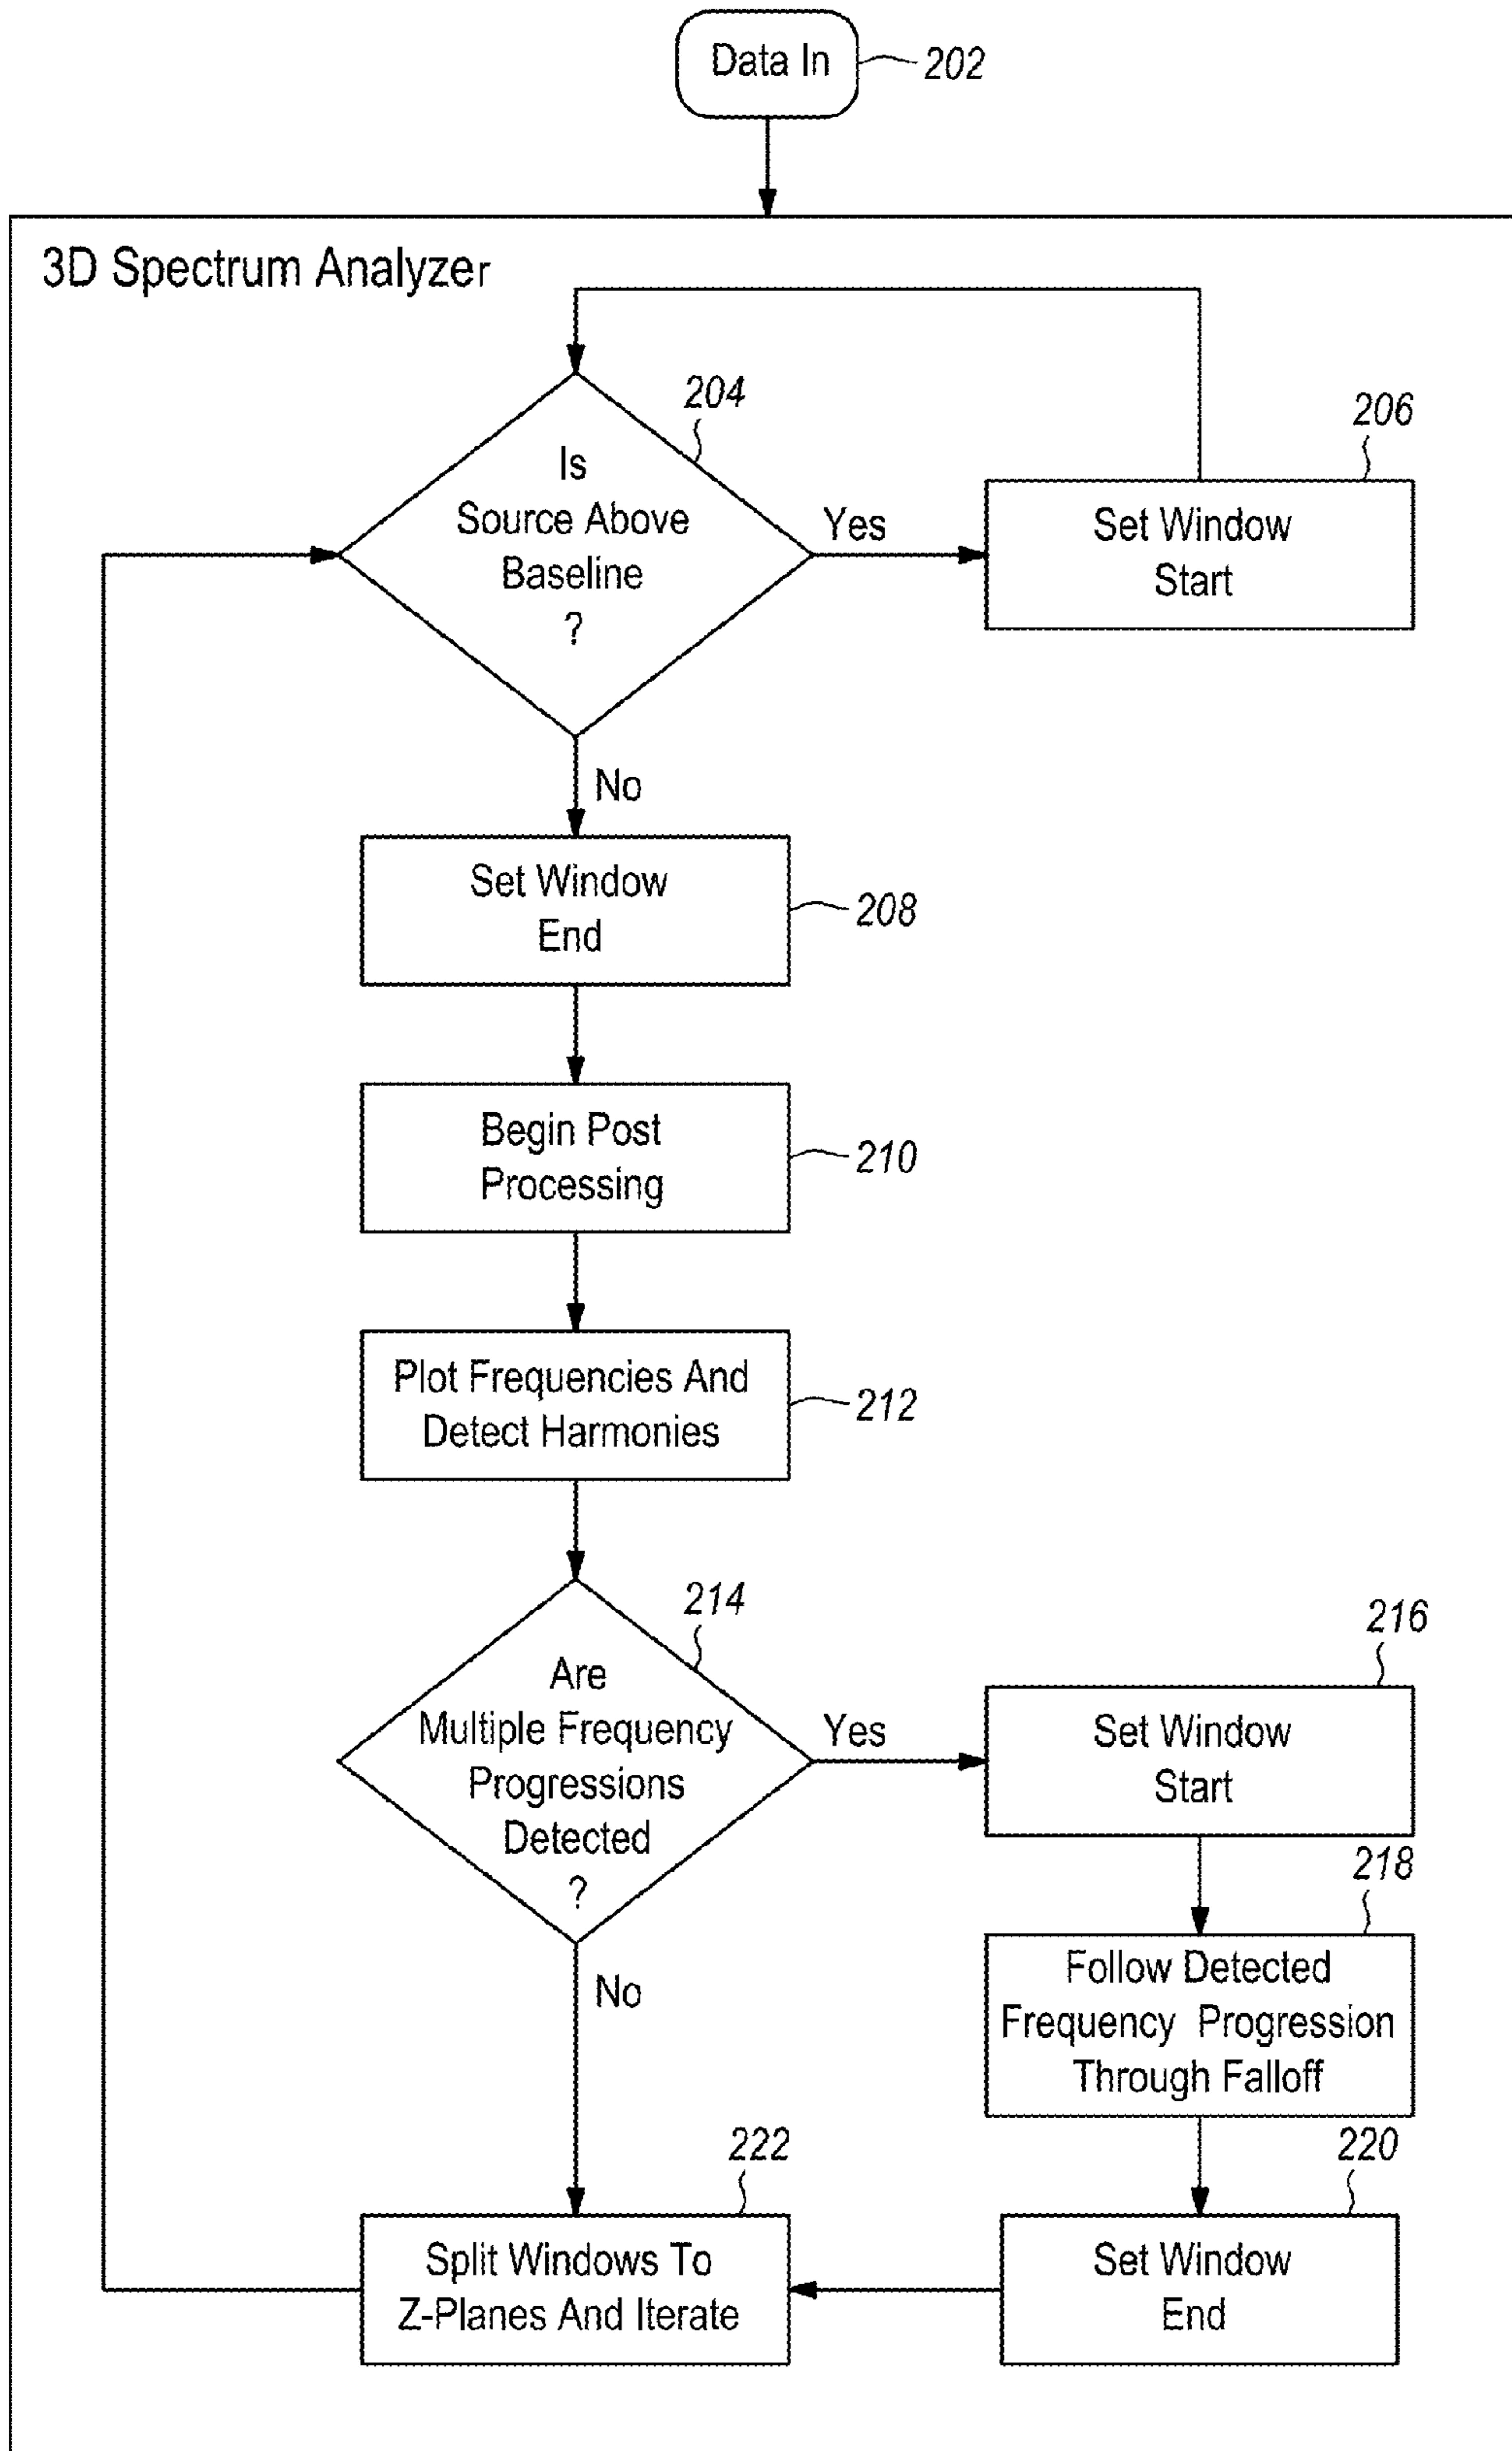 Data In
202
3D Spectrum Analyzer
204
Is
Source Above
Baseline
?
Yes
206
Set Window
Start
No
Set Window
End
208
Begin Post
Processing
210
Plot Frequencies And
Detect Harmonies
212
214
Are
Multiple Frequency
Progressions
Detected
?
Yes
216
Set Window
Start
218
Follow Detected
Frequency Progression
Through Falloff
No
220
Set Window
End
222
Split Windows To
Z-Planes And Iterate